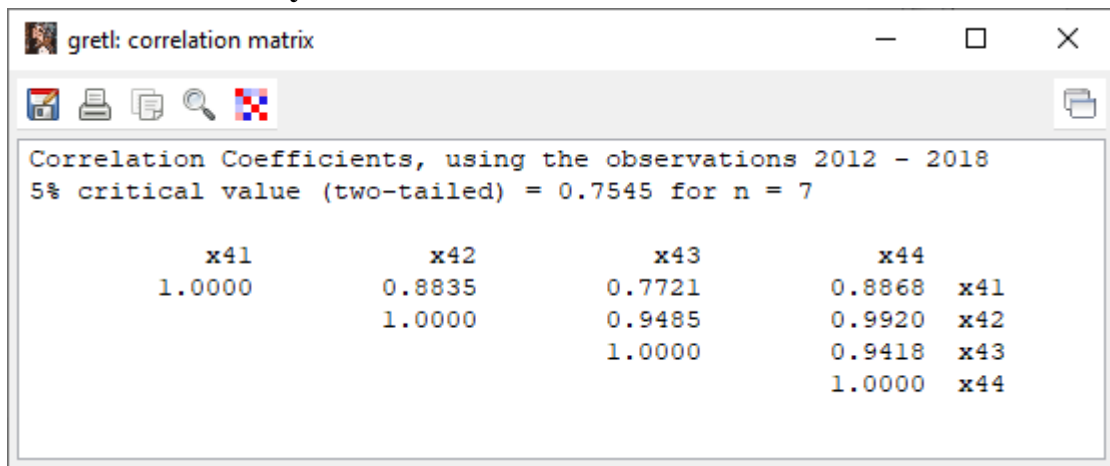 gretl: correlation matrix
Correlation Coefficients, using the observations 2012 - 2018
5% critical value (two-tailed) = 0.7545 for n = 7
x41 x42 x43 x44
1.0000 0.8835 0.7721 0.8868 x41
1.0000 0.9485 0.9920 x42
1.0000 0.9418 x43
1.0000 x44